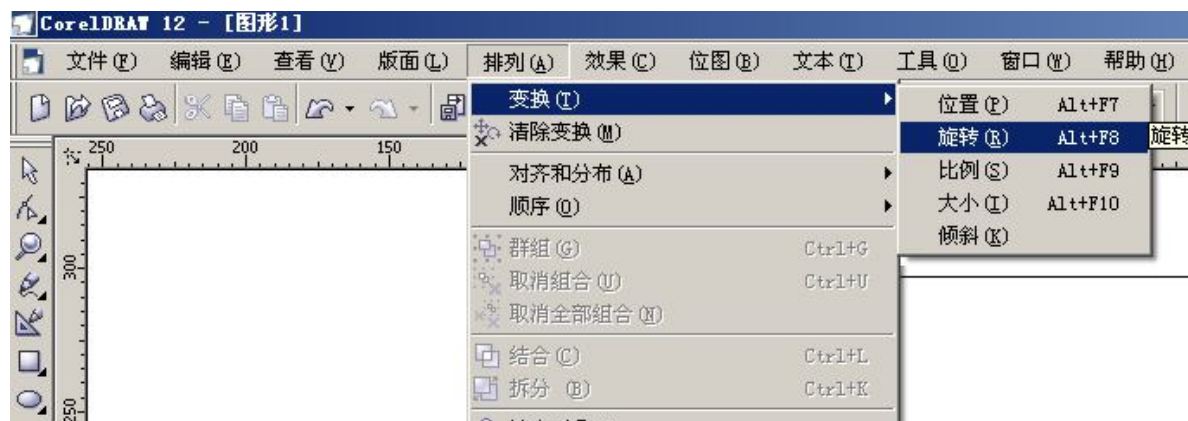 CorelDRAW 12 - [图形1]
文件(F) 编辑(E) 查看(V) 版面(L) 排列(A) 效果(C) 位图(B) 文本(T) 工具(O) 窗口(W) 帮助(H)
变换(T)
清除变换(M)
对齐和分布(A)
顺序(O)
群组(G) Ctrl+G
取消组合(U) Ctrl+U
取消全部组合(N)
结合(C) Ctrl+L
拆分 (B) Ctrl+K
位置(P) Alt+F7
旋转(R) Alt+F8
比例(S) Alt+F9
大小(I) Alt+F10
倾斜(K)
旋转
250 200 150
300
250